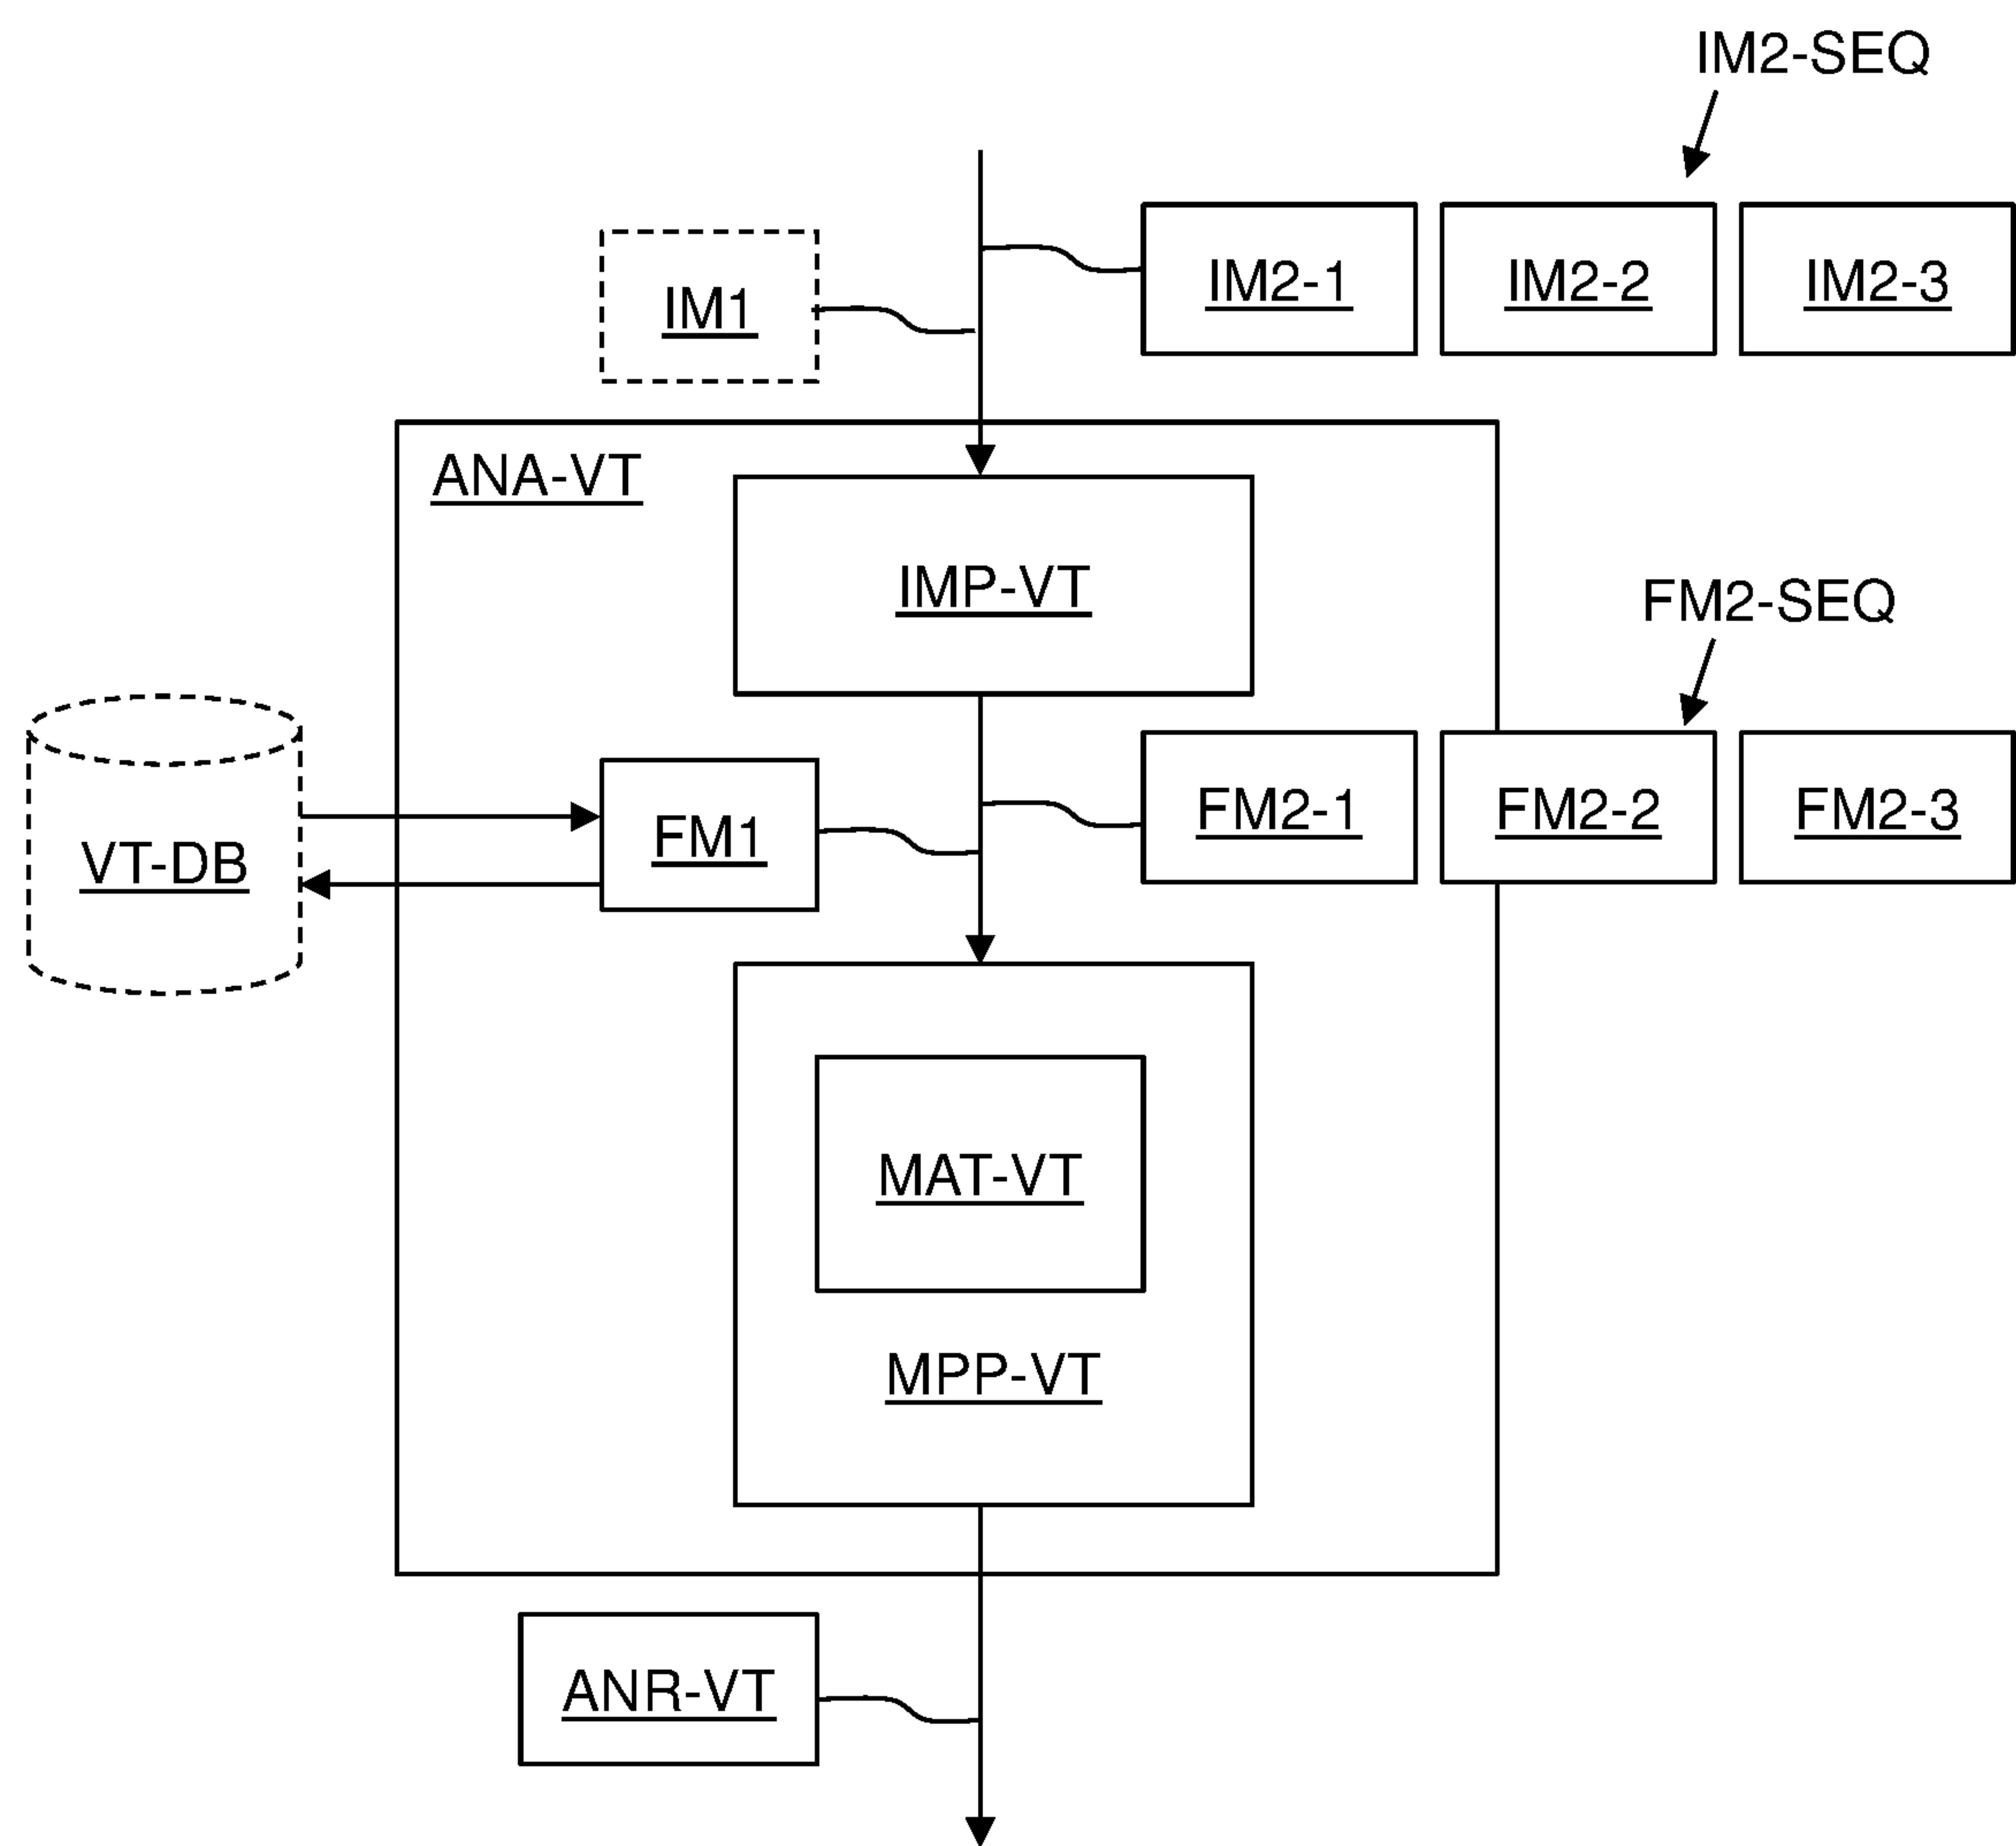 IM2-SEQ
IM1
IM2-1
IM2-2
IM2-3
ANA-VT
IMP-VT
FM2-SEQ
VT-DB
FM1
FM2-1
FM2-2
FM2-3
MAT-VT
MPP-VT
ANR-VT